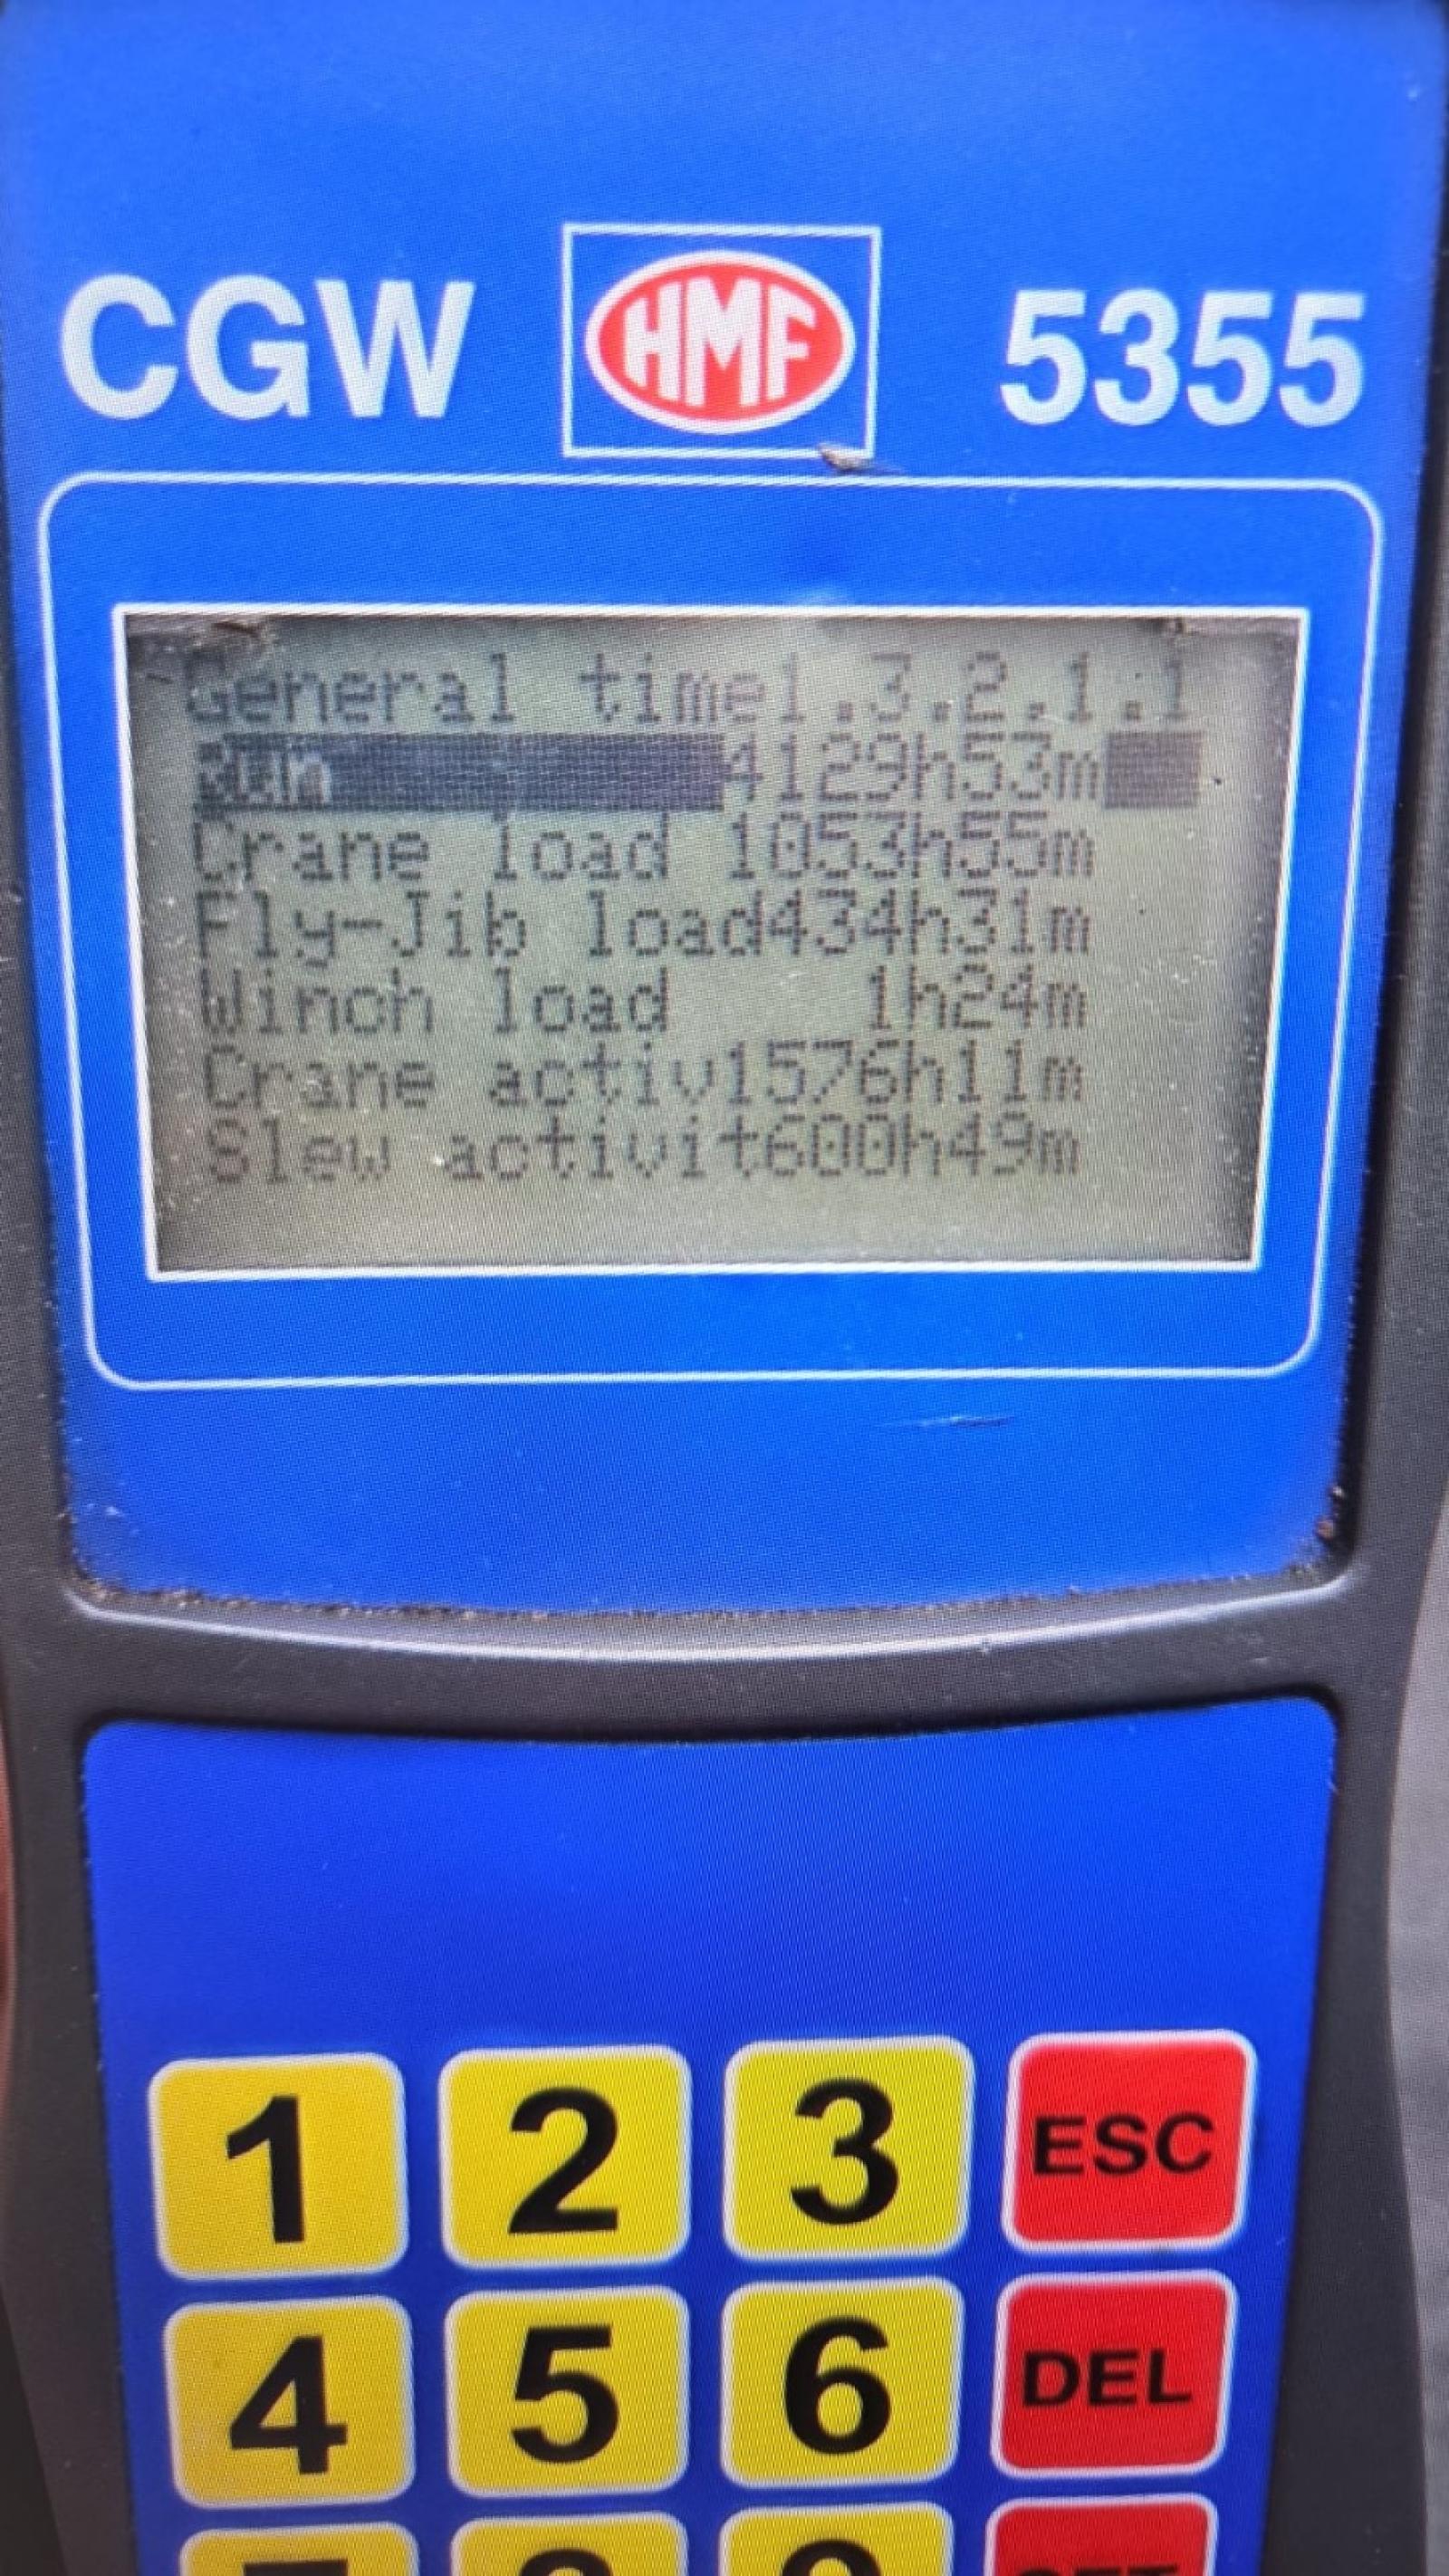 CGW HMF 5355
General time1.3.2.1.1
Run 4129h53m
Crane load 1053h55m
Fly-Jib load434h31m
Winch load 1h24m
Crane activ1576h11m
Slew activit600h49m
1 2 3 ESC
4 5 6 DEL